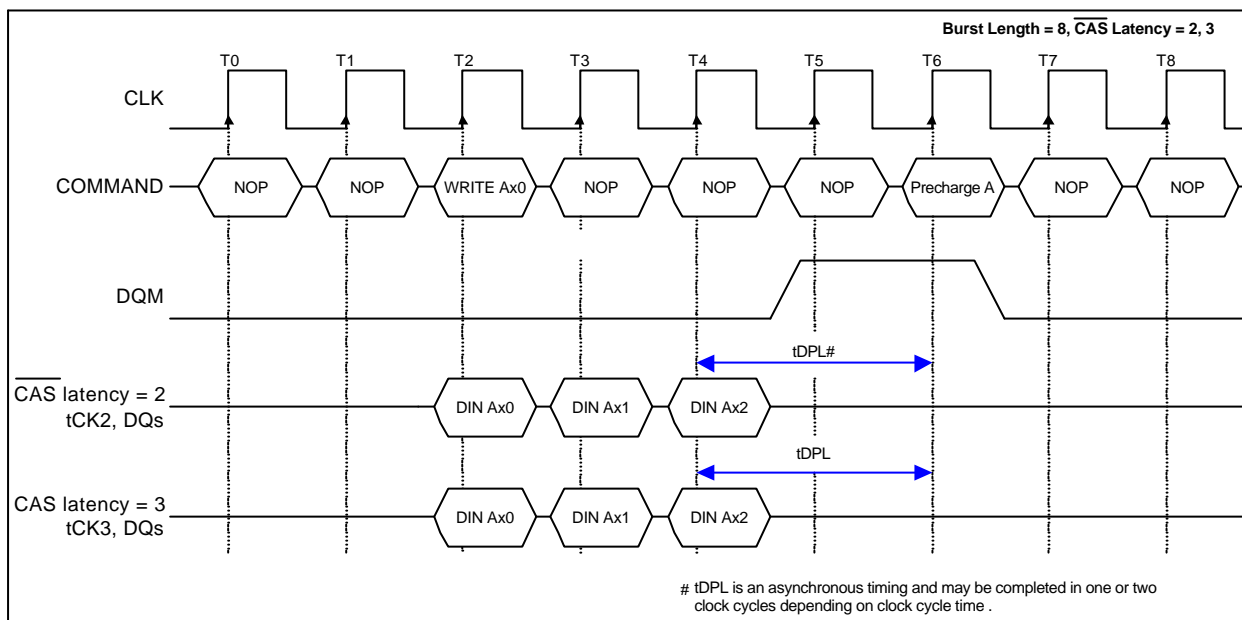 Burst Length = 8, CAS Latency = 2, 3
T0 T1 T2 T3 T4 T5 T6 T7 T8
CLK
COMMAND NOP NOP WRITE Ax0 NOP NOP NOP Precharge A NOP NOP
DQM
tDPL#
CAS latency = 2
tCK2, DQs
DIN Ax0 DIN Ax1 DIN Ax2
tDPL
CAS latency = 3
tCK3, DQs
DIN Ax0 DIN Ax1 DIN Ax2
# tDPL is an asynchronous timing and may be completed in one or two
clock cycles depending on clock cycle time .